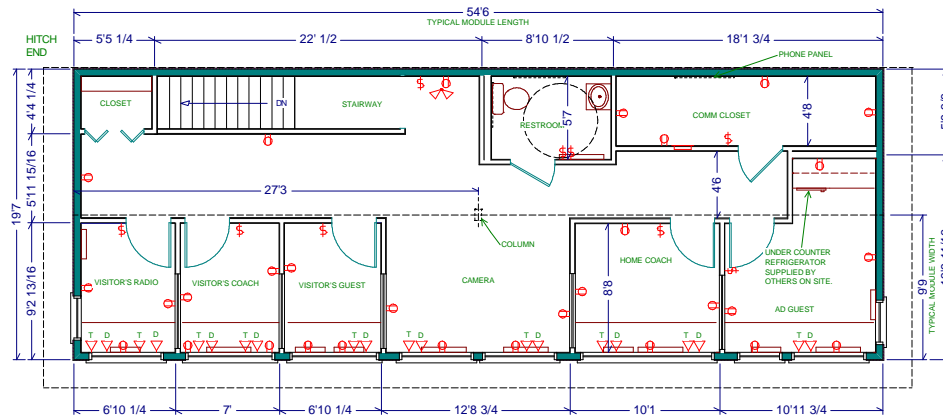 54'6
TYPICAL MODULE LENGTH
HITCH
END
5'5 1/4
22' 1/2
8'10 1/2
18'1 3/4
PHONE PANEL
19'7
4'4 1/4
5'11 15/16
9'2 13/16
CLOSET
DN
STAIRWAY
RESTROOM
5'7
COMM CLOSET
4'8
27'3
4'6
COLUMN
UNDER COUNTER
REFRIGERATOR
SUPPLIED BY
OTHERS ON SITE.
VISITOR'S RADIO
VISITOR'S COACH
VISITOR'S GUEST
CAMERA
HOME COACH
8'8
AD GUEST
9'9
TYPICAL MODULE WIDTH
T D
T D
T D
T D
T D
T D
6'10 1/4
7'
6'10 1/4
12'8 3/4
10'1
10'11 3/4